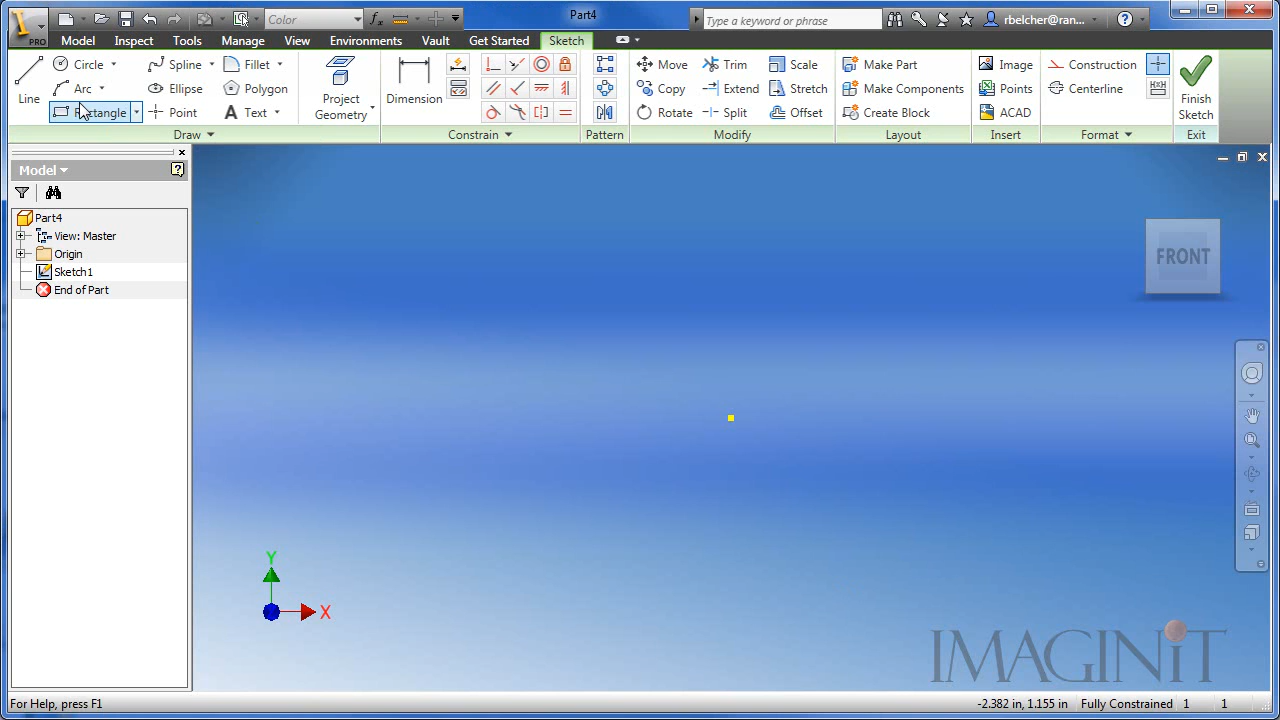 PRO
Color
Part4
Type a keyword or phrase
rbelcher@ran...
Model Inspect Tools Manage View Environments Vault Get Started Sketch
Line
Circle
Arc
Spline
Ellipse
Point
Fillet
Polygon
Text
Project
Geometry
Dimension
Move
Copy
Rotate
Trim
Extend
Split
Scale
Stretch
Offset
Make Part
Make Components
Create Block
Image
Points
ACAD
Construction
Centerline
Finish
Sketch
Draw Constrain Pattern Modify Layout Insert Format Exit
Model
Part4
View: Master
Origin
Sketch1
End of Part
FRONT
Y
X
IMAGINiT
For Help, press F1
-2.382 in, 1.155 in Fully Constrained 1 1